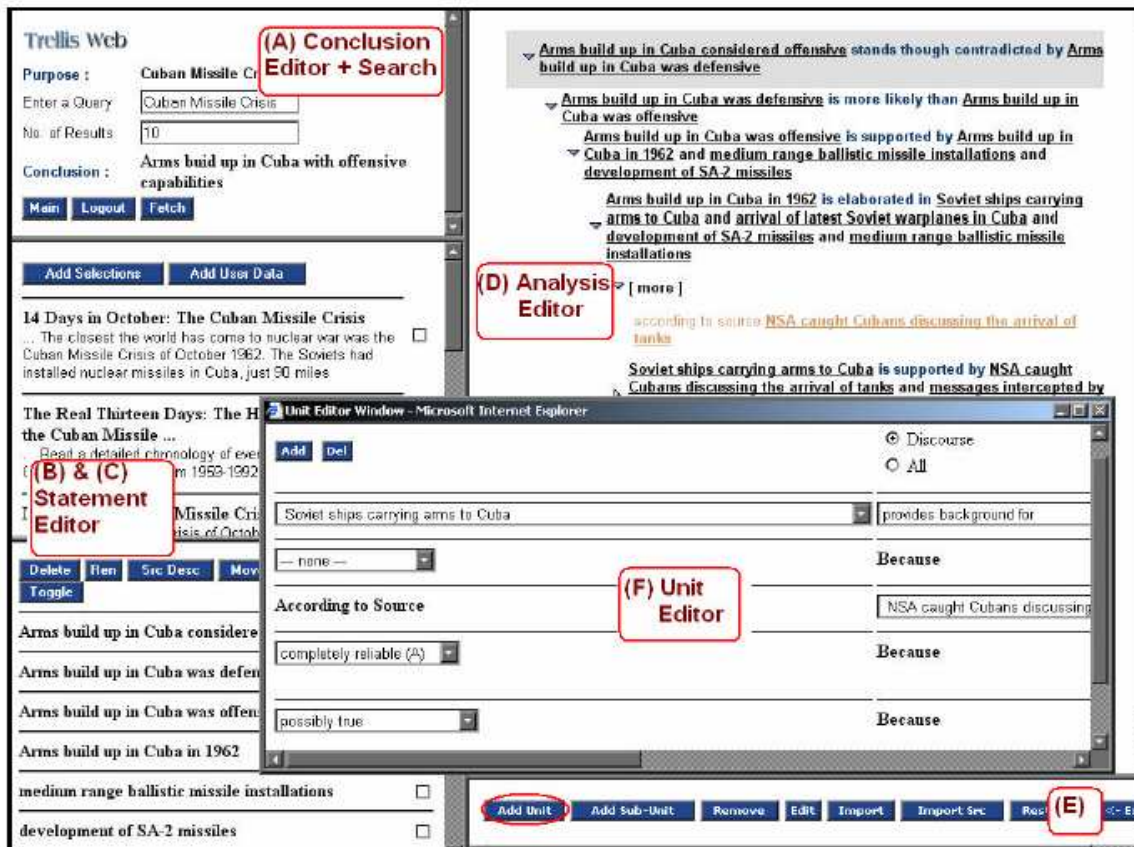 Trellis Web
(A) Conclusion
Editor + Search
Purpose : Cuban Missile Cr
Enter a Query Cuban Missile Crisis
No. of Results 10
Conclusion : Arms buid up in Cuba with offensive
capabilities
Main Logout Fetch
Add Selections Add User Data
14 Days in October: The Cuban Missile Crisis
... The closest the world has come to nuclear war was the
Cuban Missile Crisis of October 1962. The Soviets had
installed nuclear missiles in Cuba, just 90 miles
The Real Thirteen Days: The H
the Cuban Missile ...
Read a detailed chronology of eve
m 1953-1992
(B) & (C)
Statement
Editor
Missile Cri
risis of Octob
Delete Ren Src Desc Mov
Toggle
Arms build up in Cuba considere
Arms build up in Cuba was defen
Arms build up in Cuba was offen
Arms build up in Cuba in 1962
medium range ballistic missile installations
development of SA-2 missiles
Arms build up in Cuba considered offensive stands though contradicted by Arms
build up in Cuba was defensive
Arms build up in Cuba was defensive is more likely than Arms build up in
Cuba was offensive
Arms build up in Cuba was offensive is supported by Arms build up in
Cuba in 1962 and medium range ballistic missile installations and
development of SA-2 missiles
Arms build up in Cuba in 1962 is elaborated in Soviet ships carrying
arms to Cuba and arrival of latest Soviet warplanes in Cuba and
development of SA-2 missiles and medium range ballistic missile
installations
(D) Analysis
Editor
[ more ]
according to source NSA caught Cubans discussing the arrival of
tanks
Soviet ships carrying arms to Cuba is supported by NSA caught
Cubans discussing the arrival of tanks and messages intercepted by
Unit Editor Window - Microsoft Internet Explorer
Add Del
Discourse
All
Soviet ships carrying arms to Cuba provides background for
--- none --- Because
(F) Unit
Editor
According to Source NSA caught Cubans discussing
completely reliable (A) Because
possibly true Because
Add Unit Add Sub-Unit Remove Edit Import Import Src Res (E) <- E